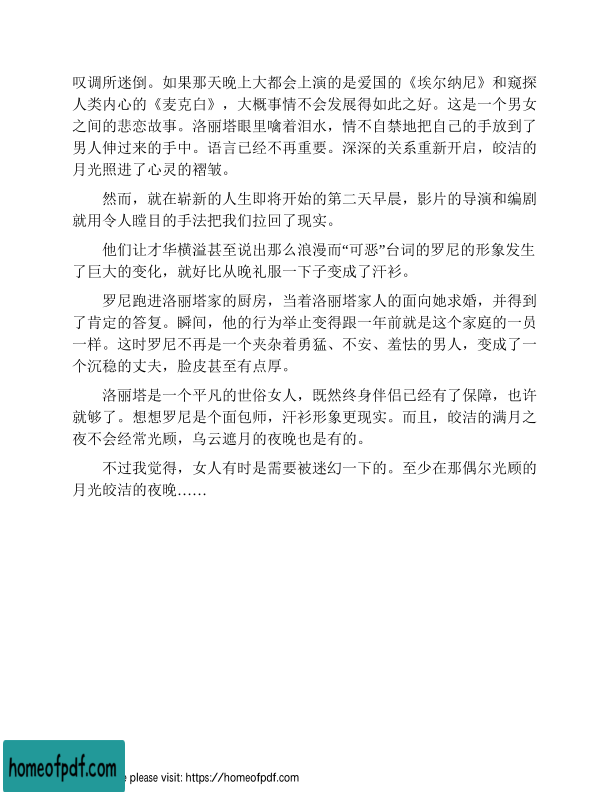 叹调所迷倒。如果那天晚上大都会上演的是爱国的《埃尔纳尼》和窥探
人类内心的《麦克白》，大概事情不会发展得如此之好。这是一个男女
之间的悲恋故事。洛丽塔眼里噙着泪水，情不自禁地把自己的手放到了
男人伸过来的手中。语言已经不再重要。深深的关系重新开启，皎洁的
月光照进了心灵的褶皱。
然而，就在崭新的人生即将开始的第二天早晨，影片的导演和编剧
就用令人瞠目的手法把我们拉回了现实。
他们让才华横溢甚至说出那么浪漫而“可恶”台词的罗尼的形象发生
了巨大的变化，就好比从晚礼服一下子变成了汗衫。
罗尼跑进洛丽塔家的厨房，当着洛丽塔家人的面向她求婚，并得到
了肯定的答复。瞬间，他的行为举止变得跟一年前就是这个家庭的一员
一样。这时罗尼不再是一个夹杂着勇猛、不安、羞怯的男人，变成了一
个沉稳的丈夫，脸皮甚至有点厚。
洛丽塔是一个平凡的世俗女人，既然终身伴侣已经有了保障，也许
就够了。想想罗尼是个面包师，汗衫形象更现实。而且，皎洁的满月之
夜不会经常光顾，乌云遮月的夜晚也是有的。
不过我觉得，女人有时是需要被迷幻一下的。至少在那偶尔光顾的
月光皎洁的夜晚……
homeofpdf.com
e please visit: https://homeofpdf.com